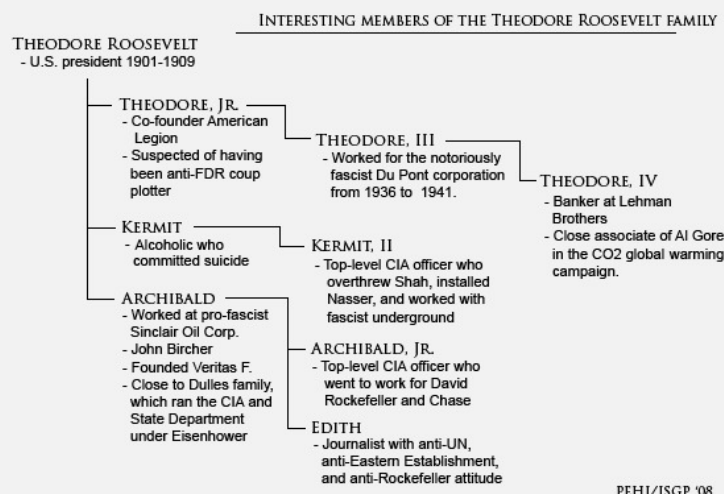 INTERESTING MEMBERS OF THE THEODORE ROOSEVELT FAMILY
THEODORE ROOSEVELT
- U.S. president 1901-1909
THEODORE, JR.
- Co-founder American
Legion
- Suspected of having
been anti-FDR coup
plotter
THEODORE, III
- Worked for the notoriously
fascist Du Pont corporation
from 1936 to 1941.
THEODORE, IV
- Banker at Lehman
Brothers
- Close associate of Al Gore
in the CO2 global warming
campaign.
KERMIT
- Alcoholic who
committed suicide
KERMIT, II
- Top-level CIA officer who
overthrew Shah, installed
Nasser, and worked with
fascist underground
ARCHIBALD
- Worked at pro-fascist
Sinclair Oil Corp.
- John Bircher
- Founded Veritas F.
- Close to Dulles family,
which ran the CIA and
State Department
under Eisenhower
ARCHIBALD, JR.
- Top-level CIA officer who
went to work for David
Rockefeller and Chase
EDITH
- Journalist with anti-UN,
anti-Eastern Establishment,
and anti-Rockefeller attitude
PEHI/ISGP '08